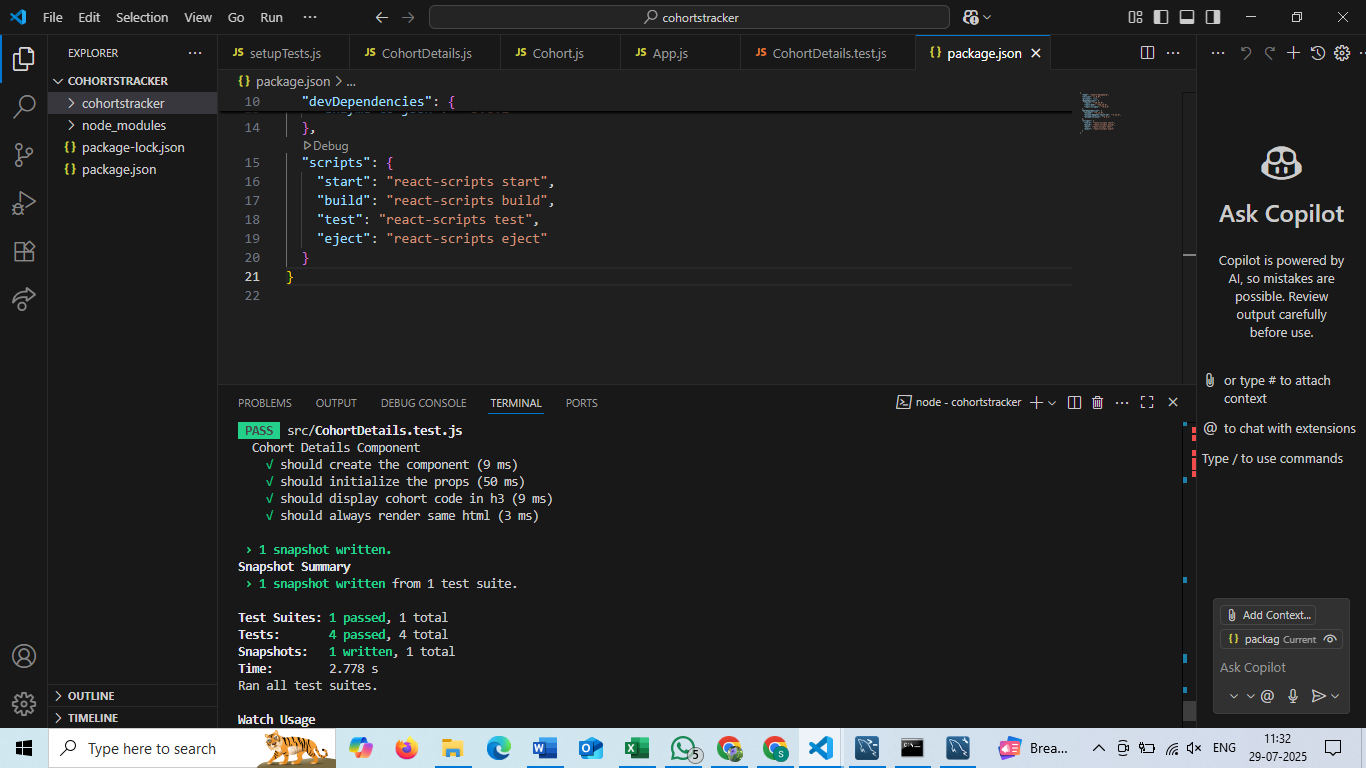 File Edit Selection View Go Run ··· cohortstracker
EXPLORER ···
COHORTSTRACKER
cohortstracker
node_modules
{} package-lock.json
{} package.json
OUTLINE
TIMELINE
JS setupTests.js JS CohortDetails.js JS Cohort.js JS App.js JS CohortDetails.test.js {} package.json
{} package.json > ...
10 "devDependencies": {
14 },
Debug
15 "scripts": {
16 "start": "react-scripts start",
17 "build": "react-scripts build",
18 "test": "react-scripts test",
19 "eject": "react-scripts eject"
20 }
21 }
22
PROBLEMS OUTPUT DEBUG CONSOLE TERMINAL PORTS node - cohortstracker
PASS src/CohortDetails.test.js
Cohort Details Component
√ should create the component (9 ms)
√ should initialize the props (50 ms)
√ should display cohort code in h3 (9 ms)
√ should always render same html (3 ms)
› 1 snapshot written.
Snapshot Summary
› 1 snapshot written from 1 test suite.
Test Suites: 1 passed, 1 total
Tests: 4 passed, 4 total
Snapshots: 1 written, 1 total
Time: 2.778 s
Ran all test suites.
Watch Usage
Ask Copilot
Copilot is powered by
AI, so mistakes are
possible. Review
output carefully
before use.
or type # to attach
context
@ to chat with extensions
Type / to use commands
Add Context...
{} packag Current
Ask Copilot
@
Type here to search
5
Brea...
ENG
11:32
29-07-2025